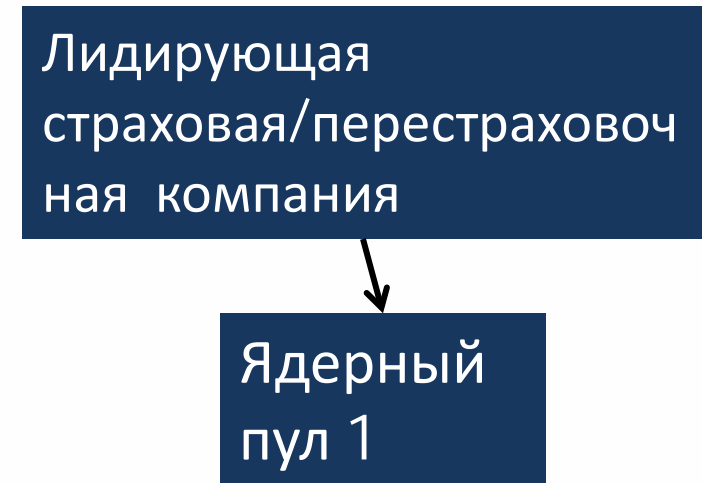 Лидирующая
страховая/перестраховоч
ная компания
Ядерный
пул 1